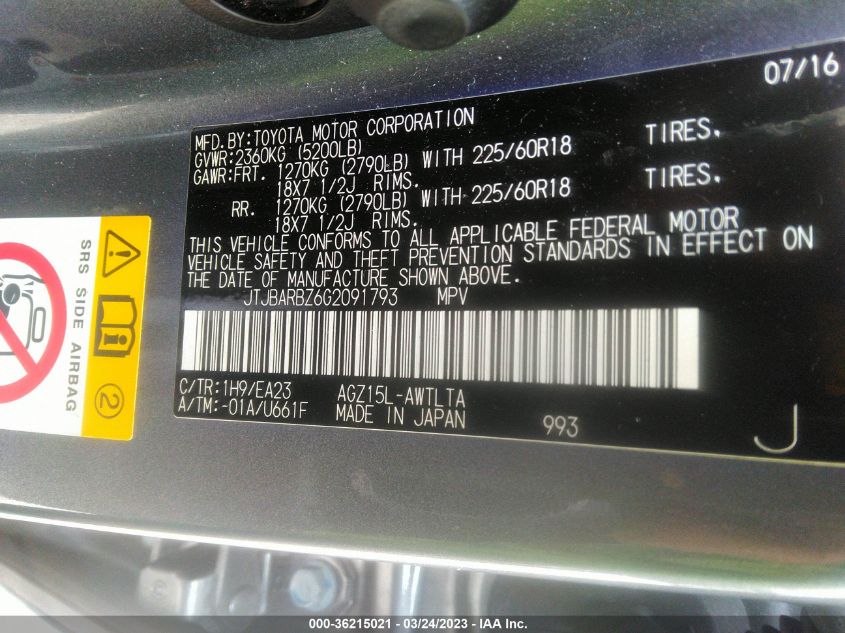 07/16
MFD.BY:TOYOTA MOTOR CORPORATION
GVWR:2360KG (5200LB)
GAWR:FRT. 1270KG (2790LB) WITH 225/60R18 TIRES,
18X7 1/2J RIMS.
RR. 1270KG (2790LB) WITH 225/60R18 TIRES,
18X7 1/2J RIMS.
THIS VEHICLE CONFORMS TO ALL APPLICABLE FEDERAL MOTOR
VEHICLE SAFETY AND THEFT PREVENTION STANDARDS IN EFFECT ON
THE DATE OF MANUFACTURE SHOWN ABOVE.
JTJBARBZ6G2091793 MPV
C/TR:1H9/EA23 AGZ15L-AWTLTA
A/TM:-01A/U661F MADE IN JAPAN 993
J
SRS SIDE AIRBAG
2
000-36215021 - 03/24/2023 - © IAA Inc.